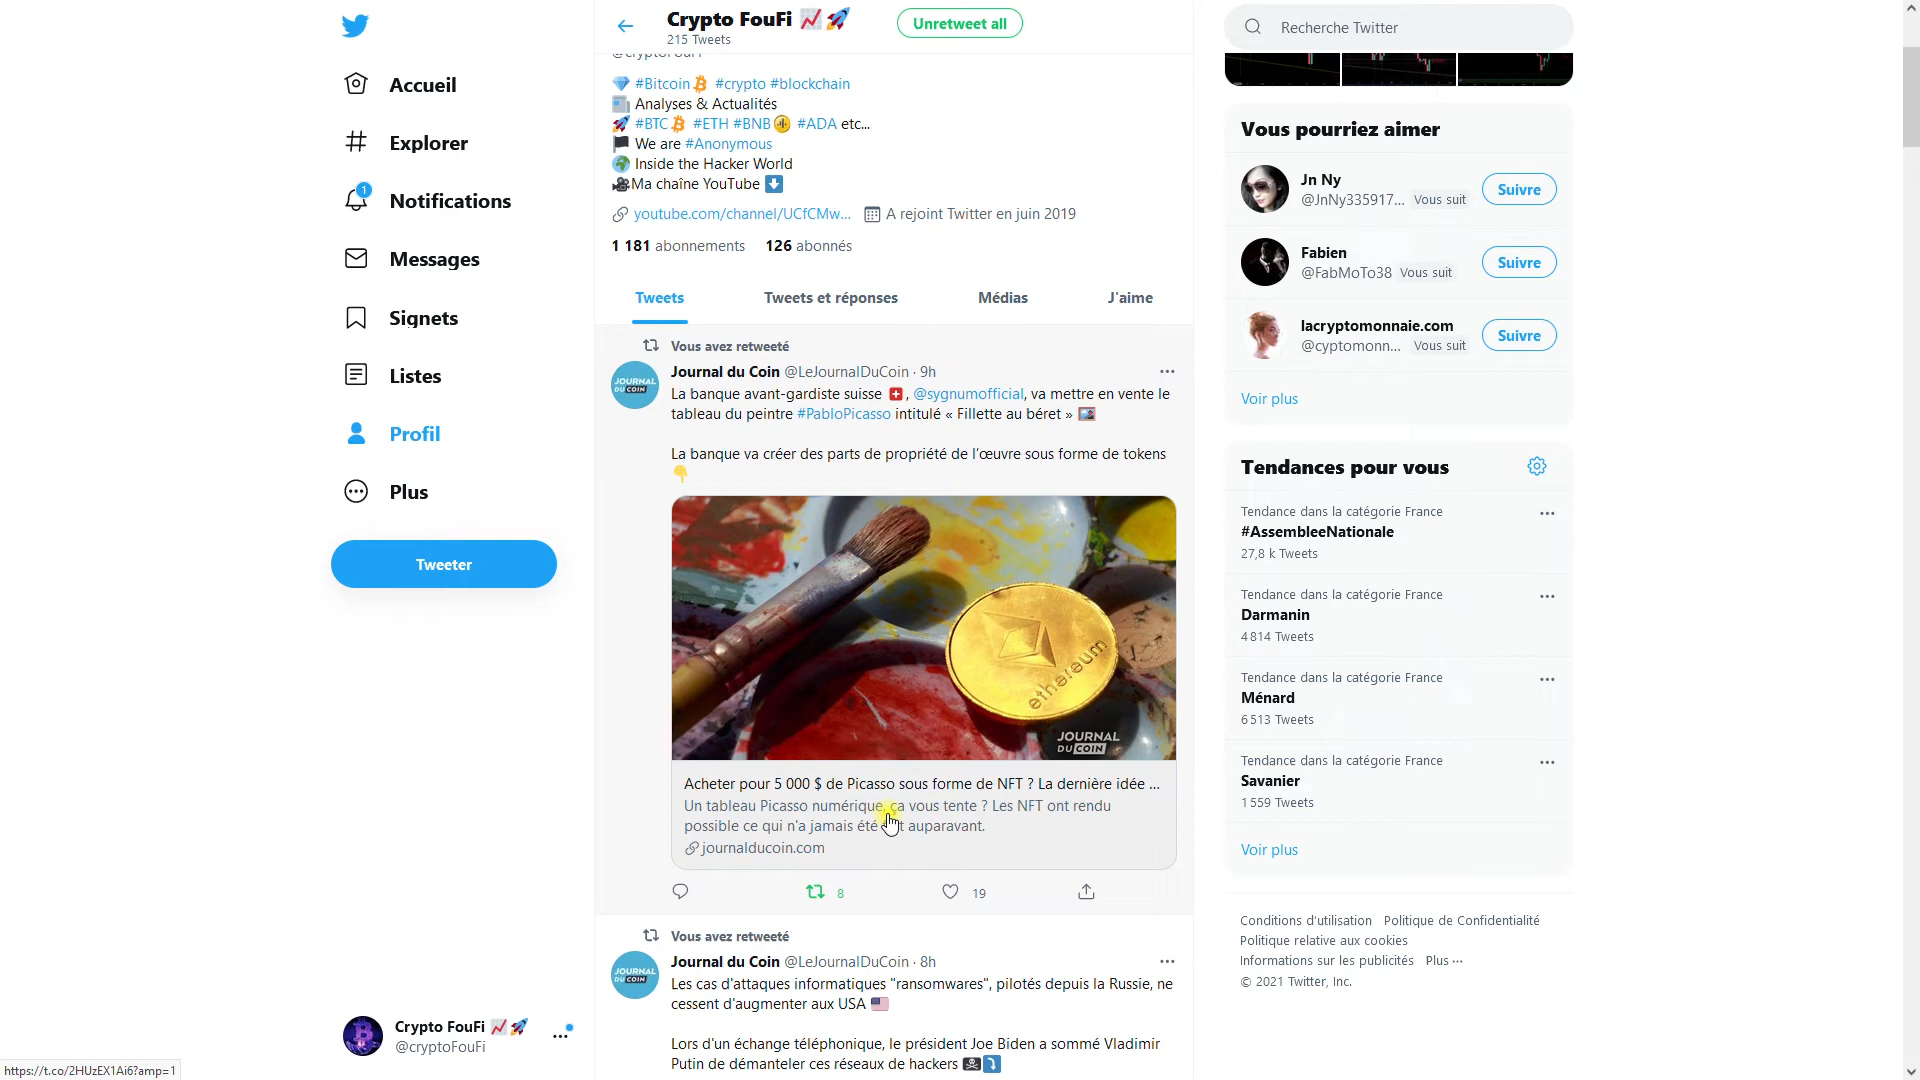 Crypto FouFi
215 Tweets
Unretweet all
Recherche Twitter
Accueil
Explorer
1
Notifications
Messages
Signets
Listes
Profil
Plus
Tweeter
Crypto FouFi
@cryptoFouFi
https://t.co/2HUzEX1Ai6?amp=1
@cryptoFouFi
#Bitcoin #crypto #blockchain
Analyses & Actualités
#BTC #ETH #BNB #ADA etc...
We are #Anonymous
Inside the Hacker World
Ma chaîne YouTube
youtube.com/channel/UCfCMw... A rejoint Twitter en juin 2019
1 181 abonnements 126 abonnés
Tweets Tweets et réponses Médias J'aime
Vous avez retweeté
Journal du Coin @LeJournalDuCoin · 9h
JOURNAL
DU COIN
La banque avant-gardiste suisse , @sygnumofficial, va mettre en vente le
tableau du peintre #PabloPicasso intitulé « Fillette au béret »
La banque va créer des parts de propriété de l’œuvre sous forme de tokens
ethereum
JOURNAL
DU COIN
Acheter pour 5 000 $ de Picasso sous forme de NFT ? La dernière idée ...
Un tableau Picasso numérique, ça vous tente ? Les NFT ont rendu
possible ce qui n'a jamais été auparavant.
journalducoin.com
8 19
Vous avez retweeté
Journal du Coin @LeJournalDuCoin · 8h
JOURNAL
DU COIN
Les cas d'attaques informatiques "ransomwares", pilotés depuis la Russie, ne
cessent d'augmenter aux USA
Lors d'un échange téléphonique, le président Joe Biden a sommé Vladimir
Putin de démanteler ces réseaux de hackers
Vous pourriez aimer
Jn Ny
@JnNy335917... Vous suit
Suivre
Fabien
@FabMoTo38 Vous suit
Suivre
lacryptomonnaie.com
@cyptomonn... Vous suit
Suivre
Voir plus
Tendances pour vous
Tendance dans la catégorie France
#AssembleeNationale
27,8 k Tweets
Tendance dans la catégorie France
Darmanin
4 814 Tweets
Tendance dans la catégorie France
Ménard
6 513 Tweets
Tendance dans la catégorie France
Savanier
1 559 Tweets
Voir plus
Conditions d'utilisation Politique de Confidentialité
Politique relative aux cookies
Informations sur les publicités Plus ···
© 2021 Twitter, Inc.